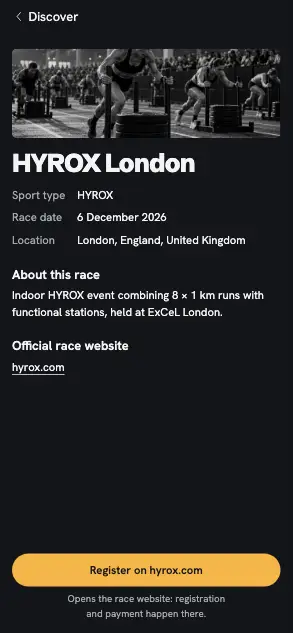 Discover
HYROX London
Sport type HYROX
Race date 6 December 2026
Location London, England, United Kingdom
About this race
Indoor HYROX event combining 8 × 1 km runs with
functional stations, held at ExCeL London.
Official race website
hyrox.com
Register on hyrox.com
Opens the race website: registration
and payment happen there.